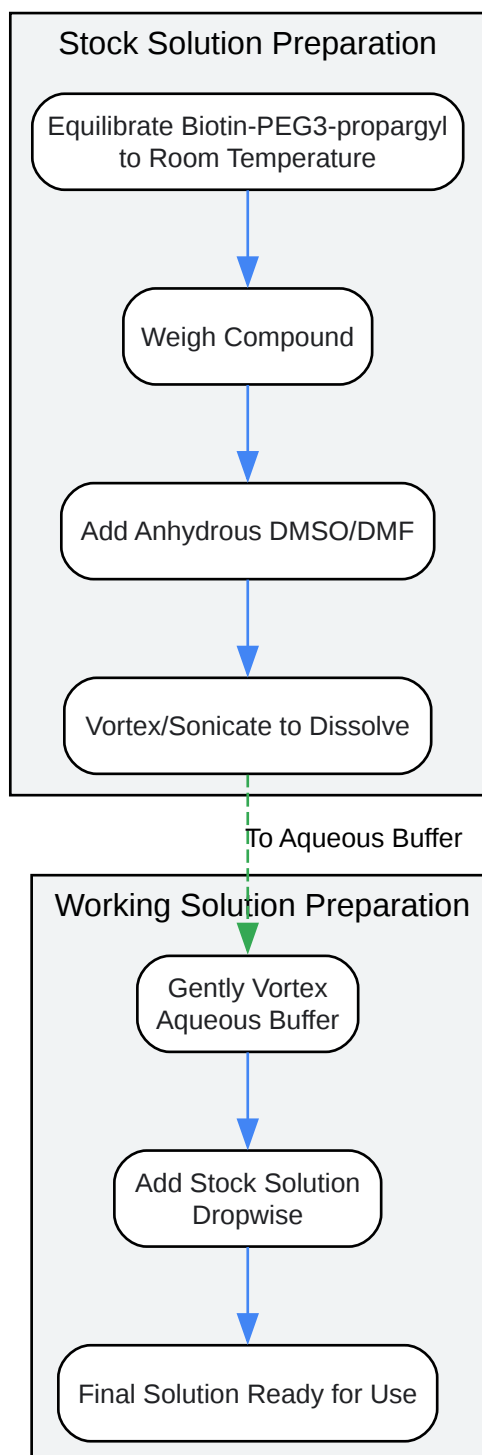 Stock Solution Preparation
Equilibrate Biotin-PEG3-propargyl
to Room Temperature
Weigh Compound
Add Anhydrous DMSO/DMF
Vortex/Sonicate to Dissolve
To Aqueous Buffer
Working Solution Preparation
Gently Vortex
Aqueous Buffer
Add Stock Solution
Dropwise
Final Solution Ready for Use